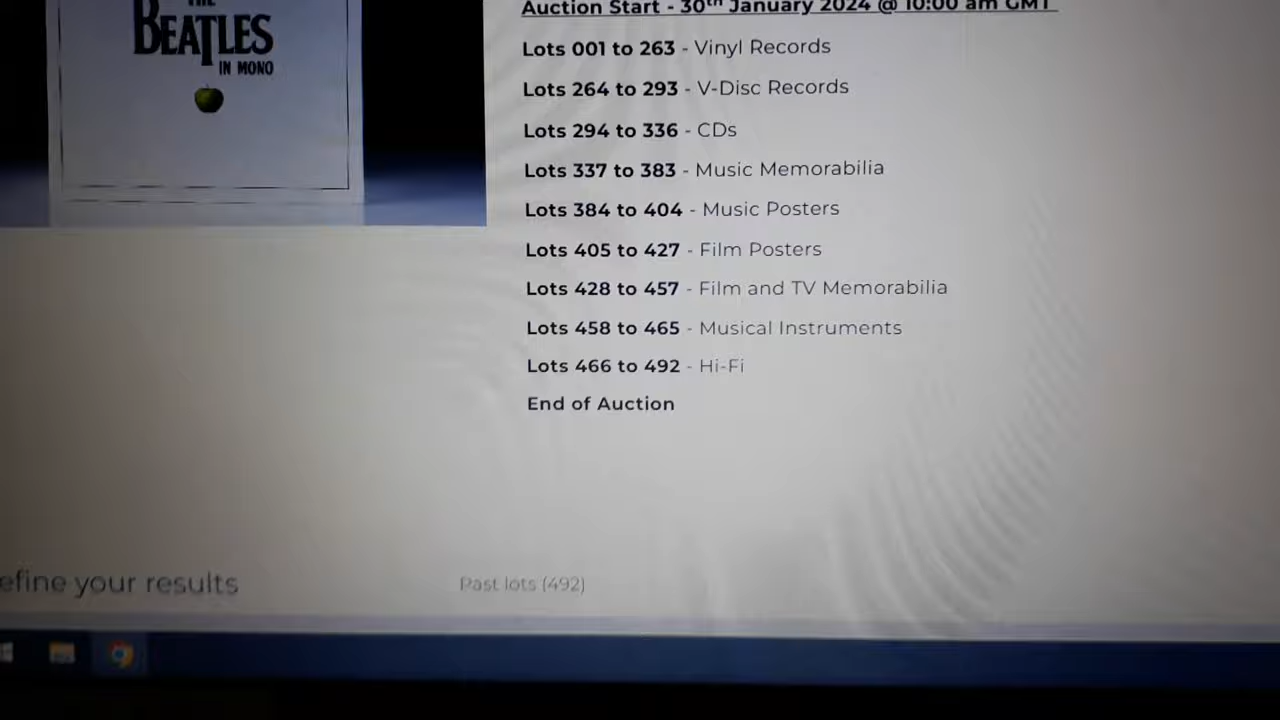 THE
BEATLES
IN MONO
Auction Start - 30th January 2024 @ 10:00 am GMT
Lots 001 to 263 - Vinyl Records
Lots 264 to 293 - V-Disc Records
Lots 294 to 336 - CDs
Lots 337 to 383 - Music Memorabilia
Lots 384 to 404 - Music Posters
Lots 405 to 427 - Film Posters
Lots 428 to 457 - Film and TV Memorabilia
Lots 458 to 465 - Musical Instruments
Lots 466 to 492 - Hi-Fi
End of Auction
efine your results
Past lots (492)